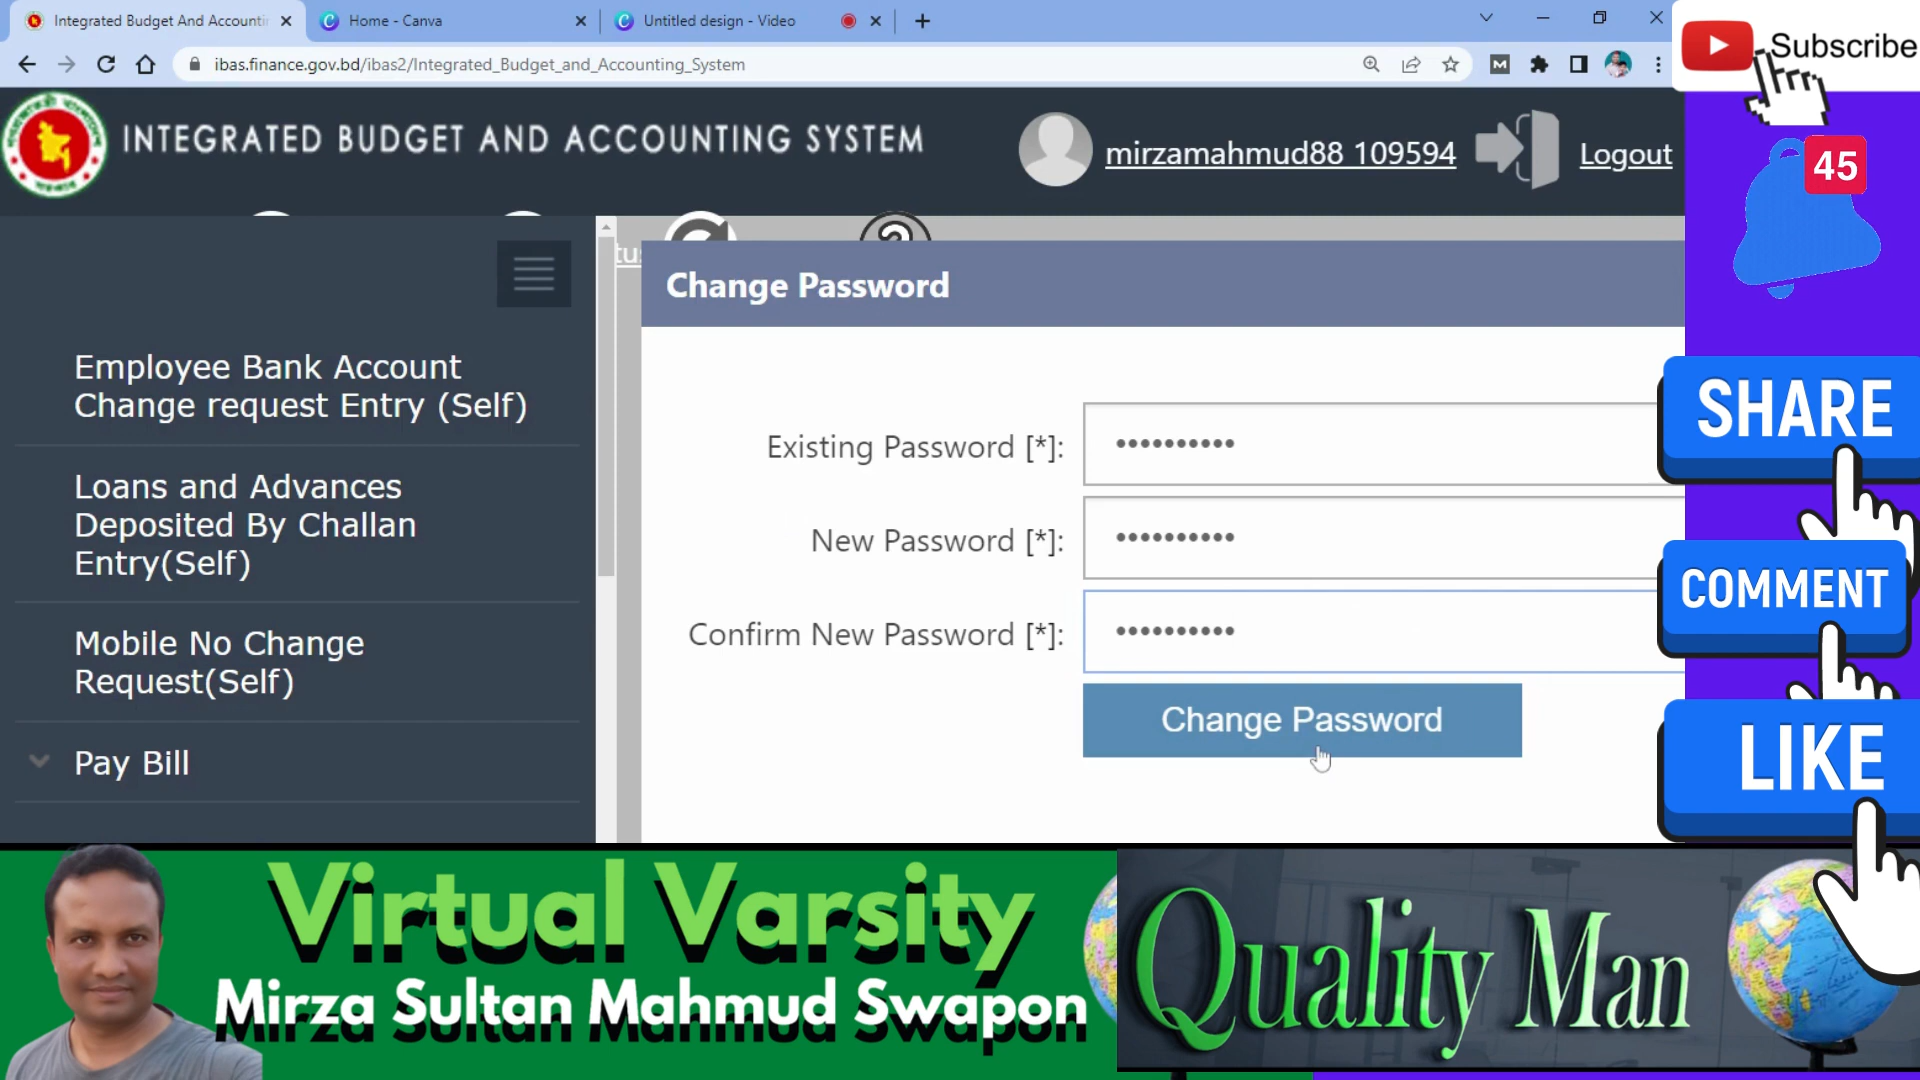 Integrated Budget And Accounti
Home - Canva
Untitled design - Video
ibas.finance.gov.bd/ibas2/Integrated_Budget_and_Accounting_System
Subscribe
INTEGRATED BUDGET AND ACCOUNTING SYSTEM
mirzamahmud88 109594
Logout
45
Change Password
Employee Bank Account
Change request Entry (Self)
Loans and Advances
Deposited By Challan
Entry(Self)
Mobile No Change
Request(Self)
Pay Bill
Existing Password [*]:
New Password [*]:
Confirm New Password [*]:
Change Password
SHARE
COMMENT
LIKE
Virtual Varsity
Mirza Sultan Mahmud Swapon
Quality Man